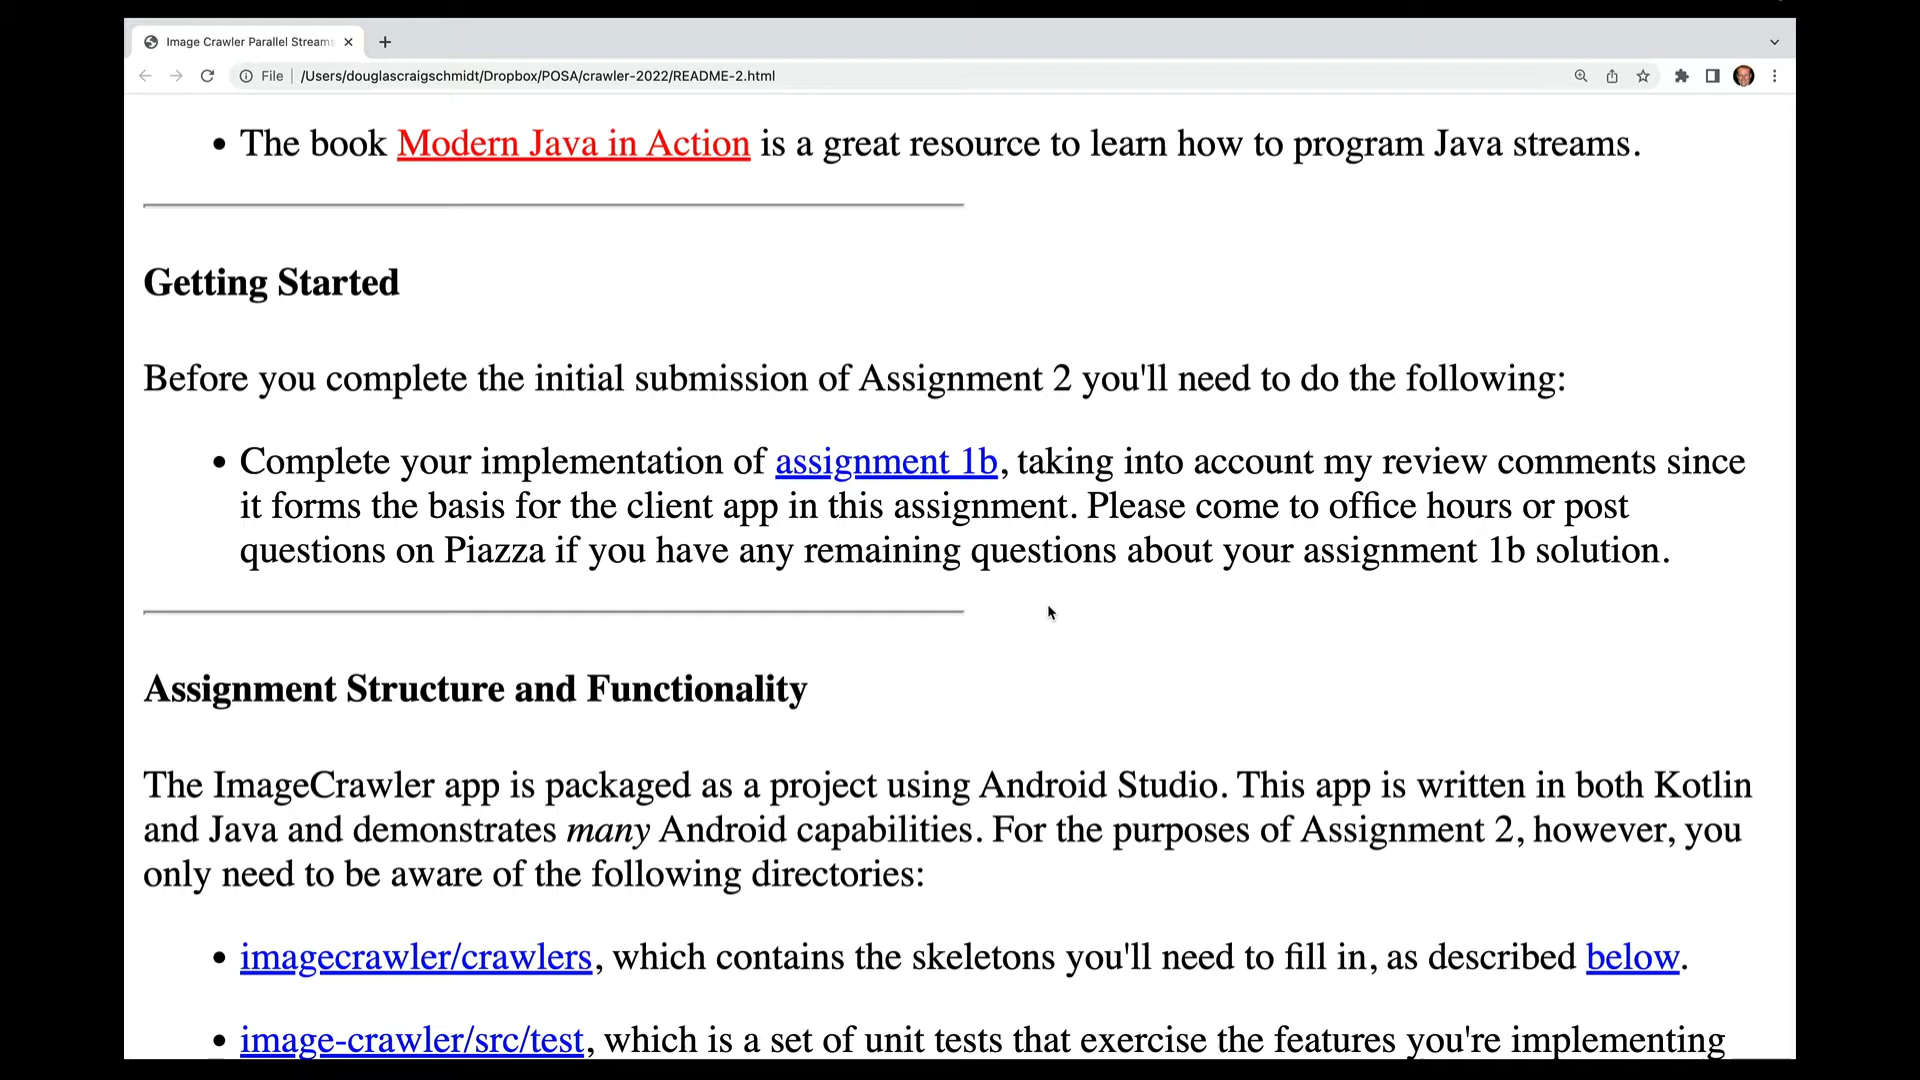 Image Crawler Parallel Streams
File /Users/douglascraigschmidt/Dropbox/POSA/crawler-2022/README-2.html
• The book Modern Java in Action is a great resource to learn how to program Java streams.
Getting Started
Before you complete the initial submission of Assignment 2 you'll need to do the following:
• Complete your implementation of assignment 1b, taking into account my review comments since
it forms the basis for the client app in this assignment. Please come to office hours or post
questions on Piazza if you have any remaining questions about your assignment 1b solution.
Assignment Structure and Functionality
The ImageCrawler app is packaged as a project using Android Studio. This app is written in both Kotlin
and Java and demonstrates many Android capabilities. For the purposes of Assignment 2, however, you
only need to be aware of the following directories:
• imagecrawler/crawlers, which contains the skeletons you'll need to fill in, as described below.
• image-crawler/src/test, which is a set of unit tests that exercise the features you're implementing